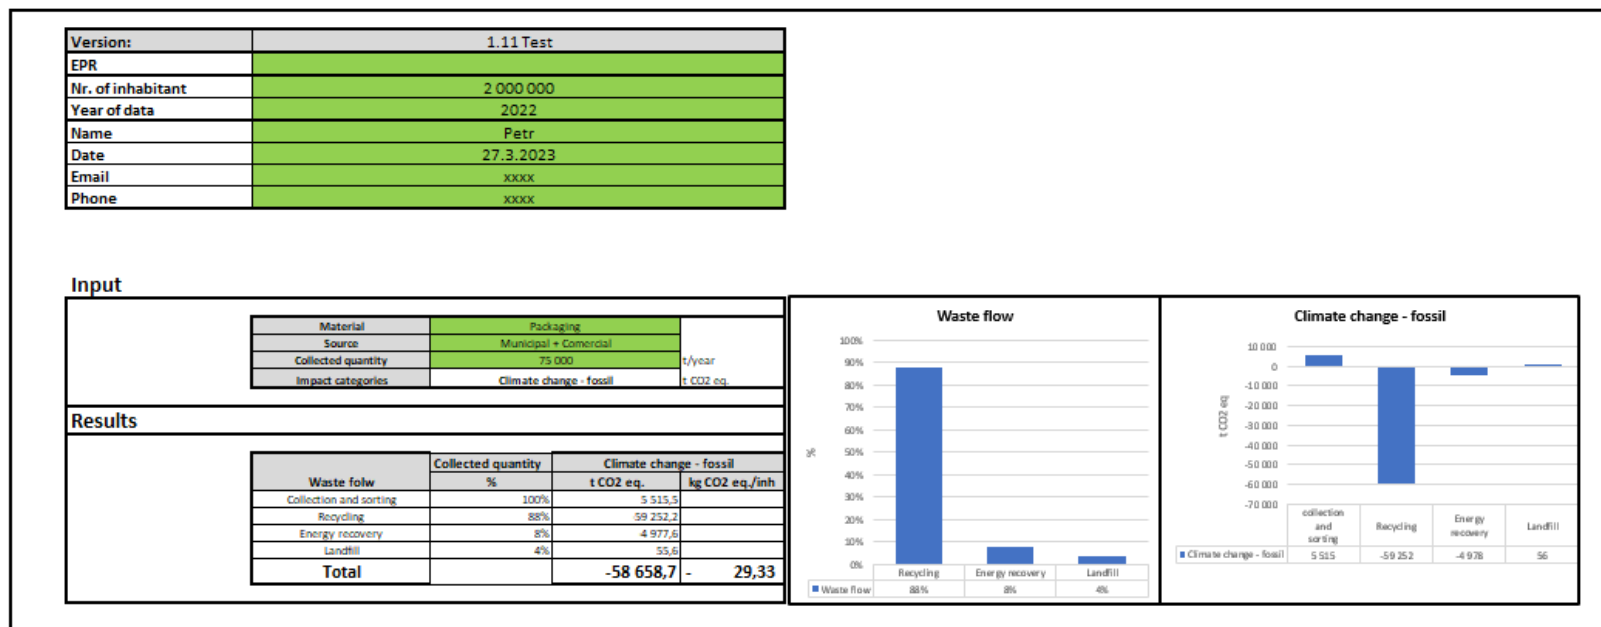 Version: 1.11 Test
EPR
Nr. of inhabitant 2 000 000
Year of data 2022
Name Petr
Date 27.3.2023
Email xxxx
Phone xxxx
Input
Material Packaging
Source Municipal + Comercial
Collected quantity 75 000 t/year
Impact categories Climate change - fossil t CO2 eq.
Results
Collected quantity Climate change - fossil
Waste folw % t CO2 eq. kg CO2 eq./inh
Collection and sorting 100% 5 515,5
Recycling 88% -59 252,2
Energy recovery 8% -4 977,6
Landfill 4% 55,6
Total -58 658,7 - 29,33
Waste flow
100%
90%
80%
70%
60%
50%
40%
30%
20%
10%
0%
%
Recycling Energy recovery Landfill
Waste flow 88% 8% 4%
Climate change - fossil
10 000
0
-10 000
-20 000
-30 000
-40 000
-50 000
-60 000
-70 000
t CO2 eq
collection
and
sorting
Recycling
Energy
recovery
Landfill
Climate change - fossil 5 515 -59 252 -4 978 56